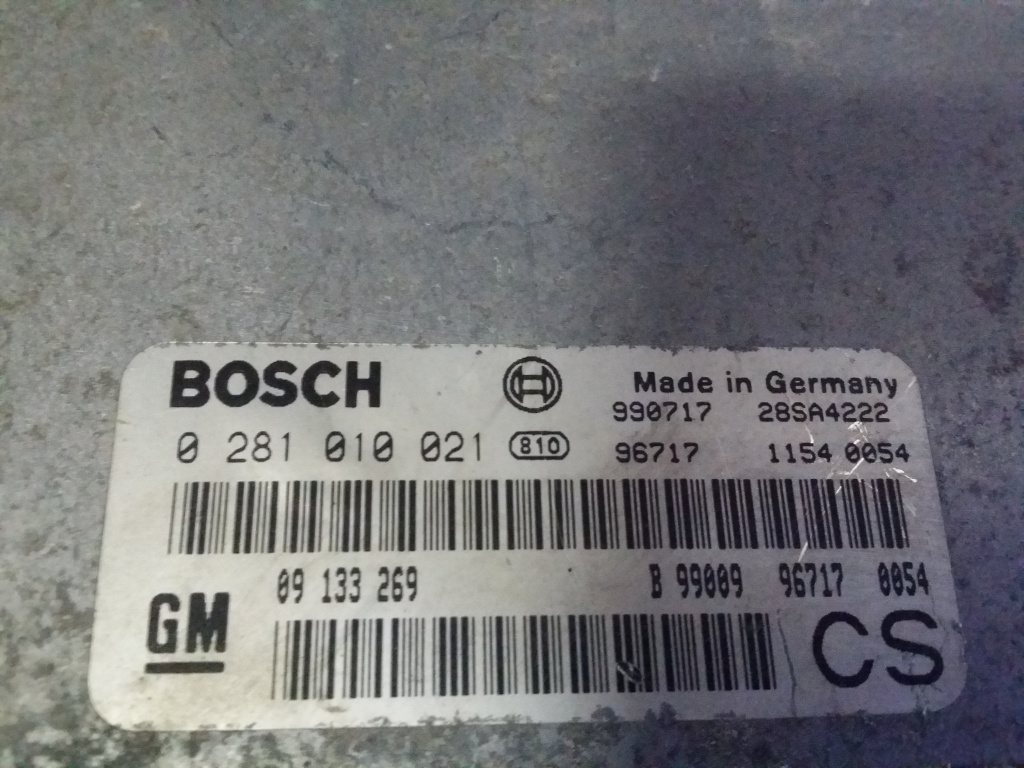 BOSCH Made in Germany
990717 28SA4222
0 281 010 021 810 96717 1154 0054
09 133 269 B 99009 96717 0054
GM CS